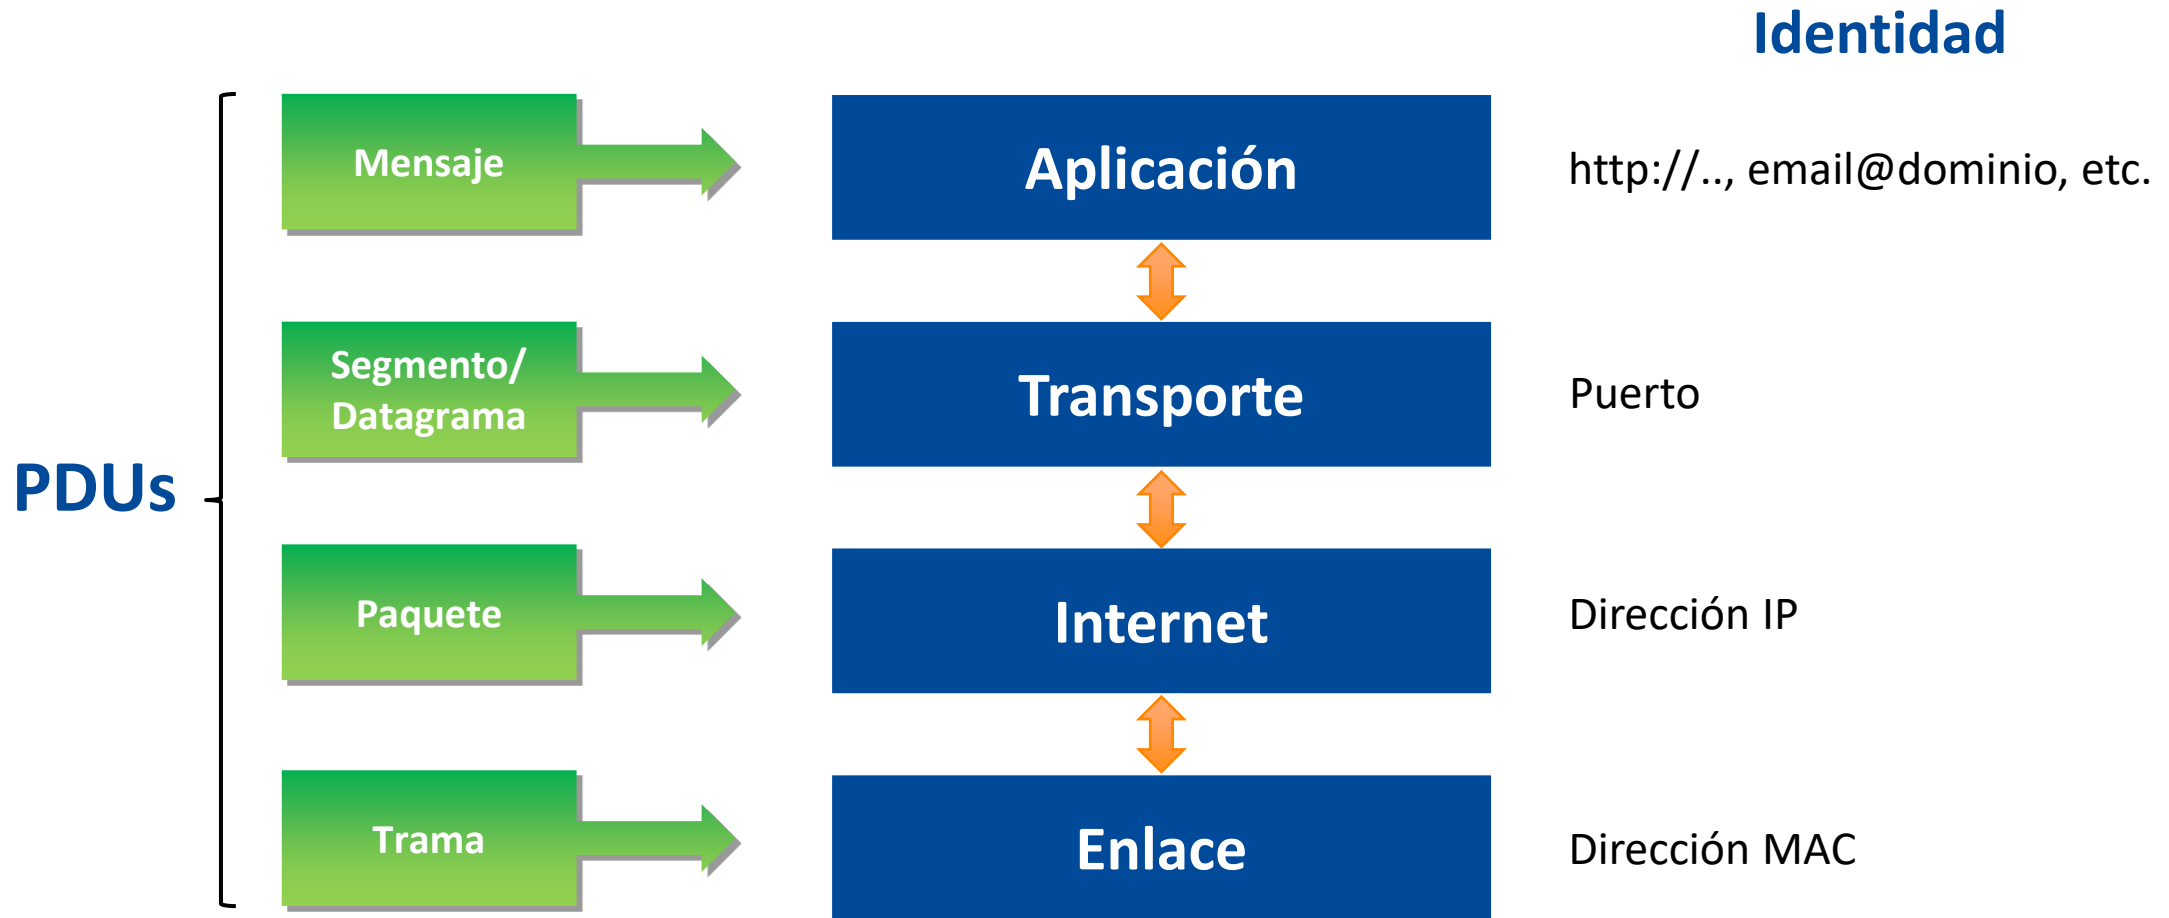 Identidad
Mensaje
Aplicación
http://.., email@dominio, etc.
Segmento/
Datagrama
Transporte
Puerto
PDUs
Paquete
Internet
Dirección IP
Trama
Enlace
Dirección MAC